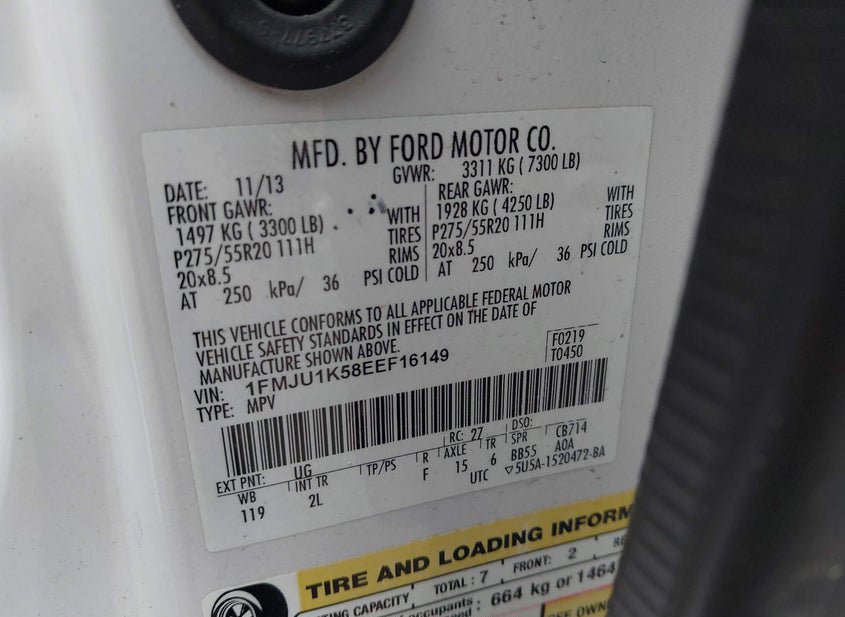 MFD. BY FORD MOTOR CO.
DATE: 11/13
GVWR: 3311 KG ( 7300 LB)
FRONT GAWR:
1497 KG ( 3300 LB) WITH
P275/55R20 111H TIRES
20x8.5 RIMS
AT 250 kPa/ 36 PSI COLD
REAR GAWR:
1928 KG ( 4250 LB) WITH
P275/55R20 111H TIRES
20x8.5 RIMS
AT 250 kPa/ 36 PSI COLD
THIS VEHICLE CONFORMS TO ALL APPLICABLE FEDERAL MOTOR
VEHICLE SAFETY STANDARDS IN EFFECT ON THE DATE OF
MANUFACTURE SHOWN ABOVE.
VIN: 1FMJU1K58EEF16149
TYPE: MPV
F0219
T0450
EXT PNT: UG RC: 27 DSO:
WB INT TR TP/PS R AXLE TR SPR CB714
119 2L F 15 6 BB55 A0A
UTC ▽5U5A-1520472-BA
TIRE AND LOADING INFORM
CAPACITY TOTAL : 7 FRONT: 2
occupants 664 kg or 1464
OWN